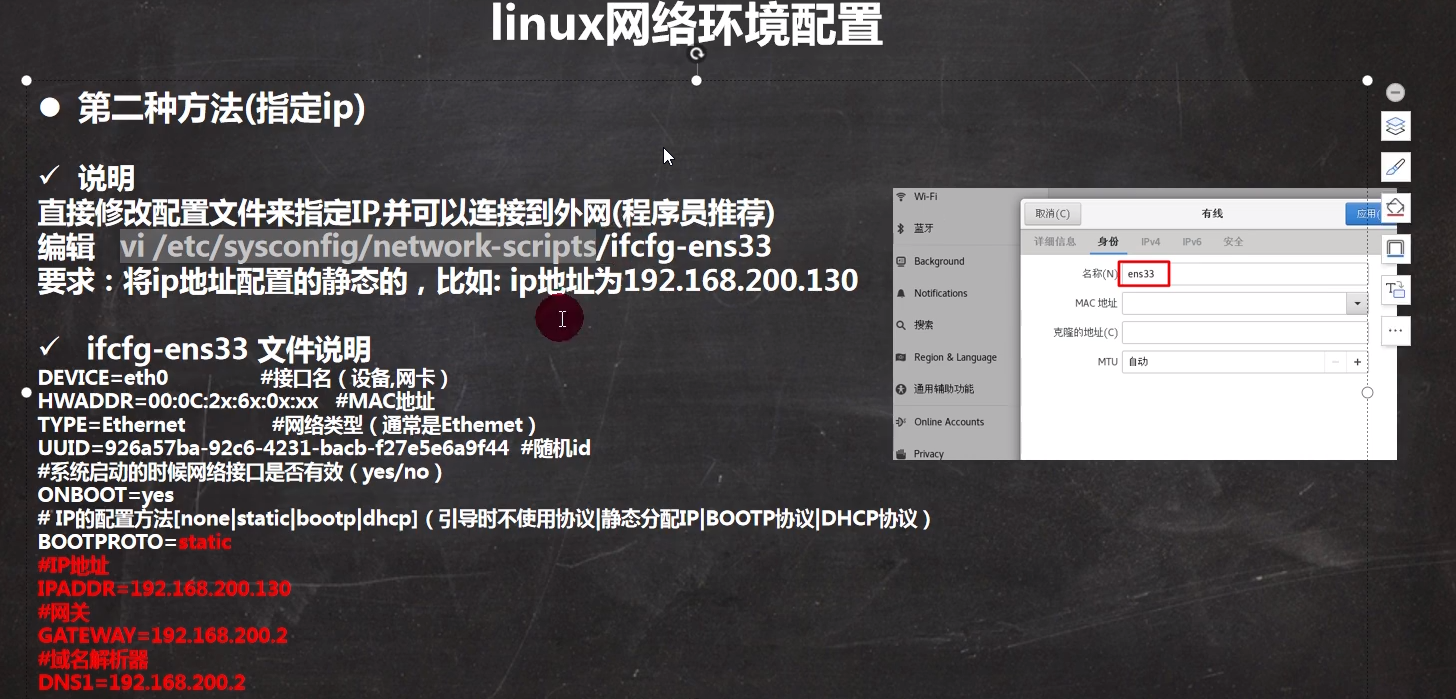 linux网络环境配置
● 第二种方法(指定ip)
✓ 说明
直接修改配置文件来指定IP,并可以连接到外网(程序员推荐)
编辑 vi /etc/sysconfig/network-scripts/ifcfg-ens33
要求：将ip地址配置的静态的，比如: ip地址为192.168.200.130
✓ ifcfg-ens33 文件说明
DEVICE=eth0 #接口名（设备,网卡）
HWADDR=00:0C:2x:6x:0x:xx #MAC地址
TYPE=Ethernet #网络类型（通常是Ethemet）
UUID=926a57ba-92c6-4231-bacb-f27e5e6a9f44 #随机id
#系统启动的时候网络接口是否有效（yes/no）
ONBOOT=yes
# IP的配置方法[none|static|bootp|dhcp]（引导时不使用协议|静态分配IP|BOOTP协议|DHCP协议）
BOOTPROTO=static
#IP地址
IPADDR=192.168.200.130
#网关
GATEWAY=192.168.200.2
#域名解析器
DNS1=192.168.200.2
Wi-Fi
蓝牙
Background
Notifications
搜索
Region & Language
通用辅助功能
Online Accounts
Privacy
取消(C) 有线 应用(
详细信息 身份 IPv4 IPv6 安全
名称(N) ens33
MAC 地址
克隆的地址(C)
MTU 自动 − +